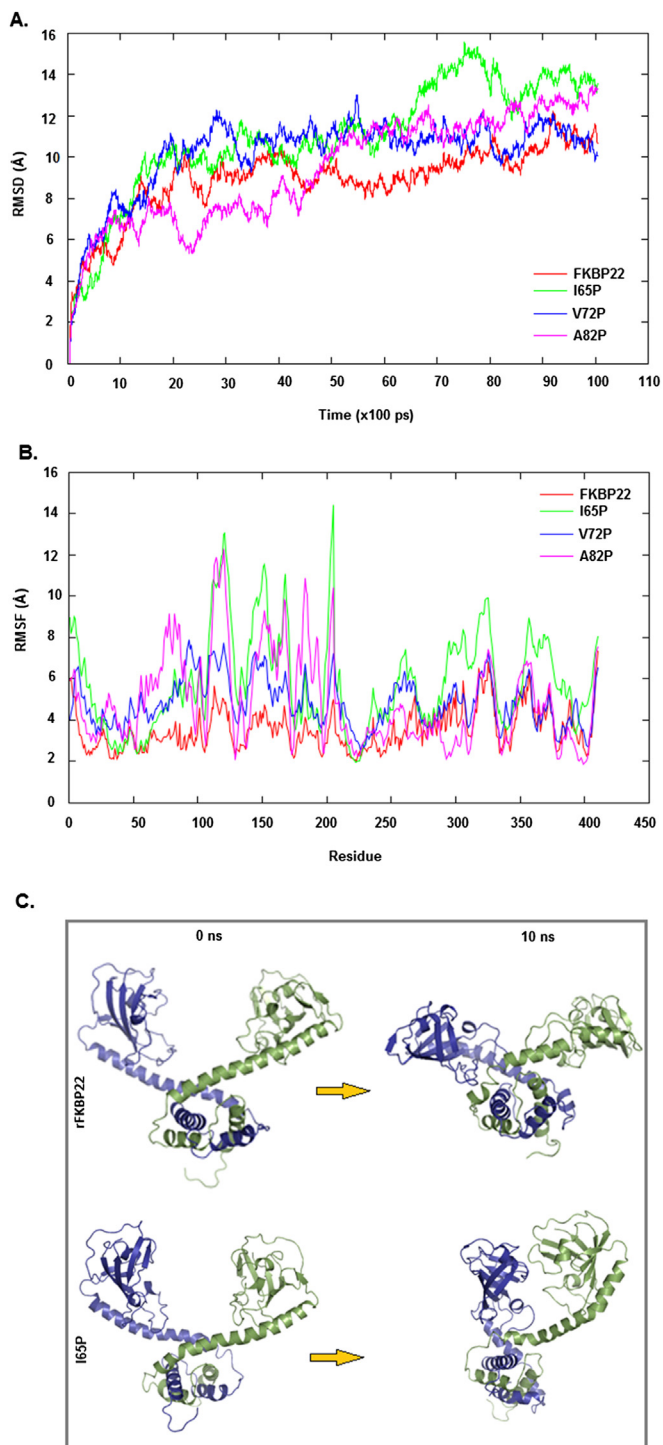 A.
16
14
12
10
8
6
4
2
0
RMSD (Å)
FKBP22
I65P
V72P
A82P
0 10 20 30 40 50 60 70 80 90 100 110
Time (x100 ps)
B.
16
14
12
10
8
6
4
2
0
RMSF (Å)
FKBP22
I65P
V72P
A82P
0 50 100 150 200 250 300 350 400 450
Residue
C.
0 ns 10 ns
rFKBP22
I65P